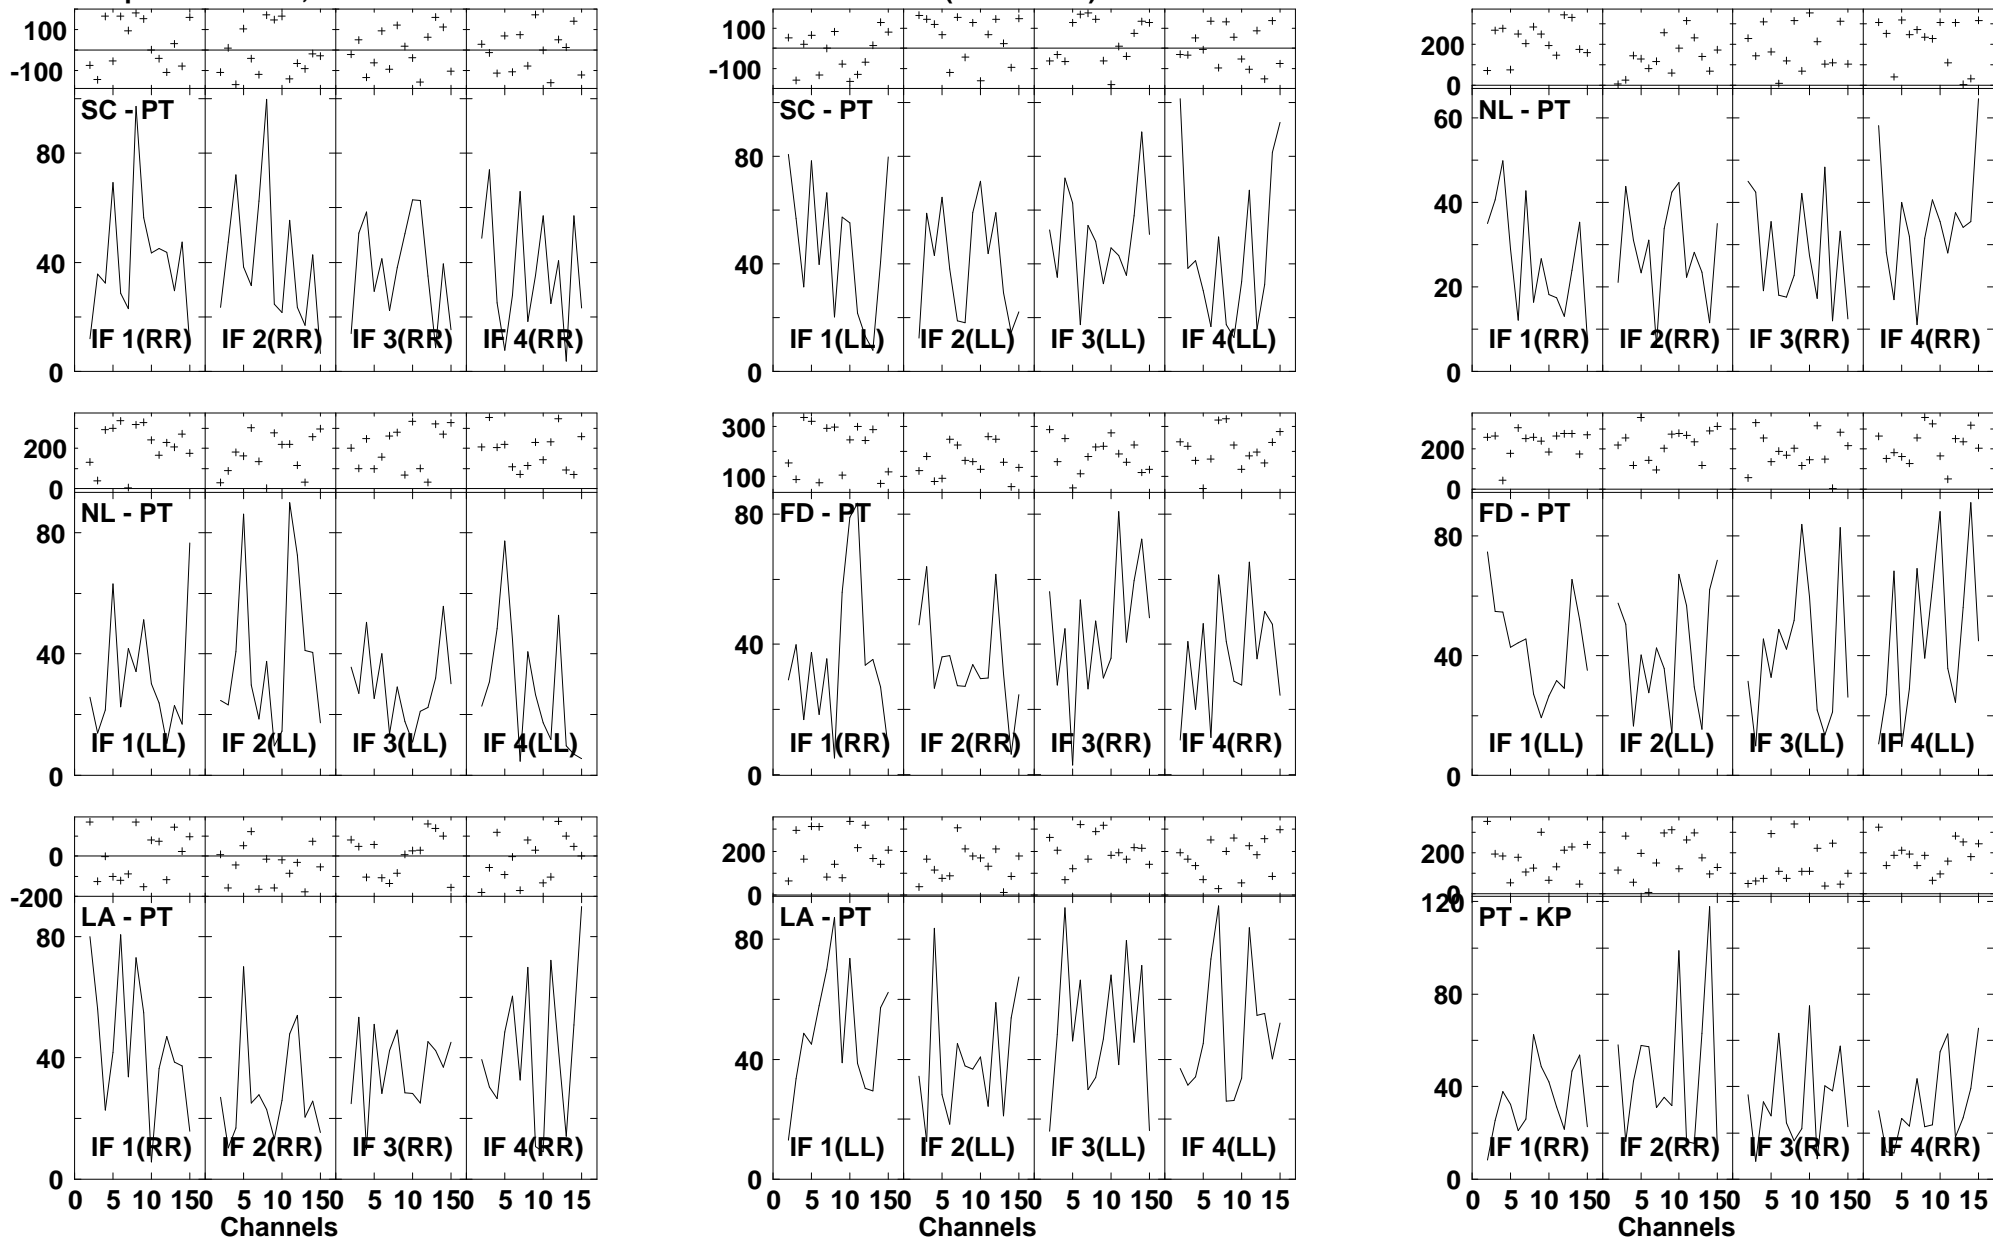 100
-100
SC - PT
80
40
0
IF 1(RR) IF 2(RR) IF 3(RR) IF 4(RR)
100
-100
SC - PT
80
40
0
IF 1(LL) IF 2(LL) IF 3(LL) IF 4(LL)
200
0
NL - PT
60
40
20
0
IF 1(RR) IF 2(RR) IF 3(RR) IF 4(RR)
200
0
NL - PT
80
40
0
IF 1(LL) IF 2(LL) IF 3(LL) IF 4(LL)
300
100
FD - PT
80
40
0
IF 1(RR) IF 2(RR) IF 3(RR) IF 4(RR)
200
0
FD - PT
80
40
0
IF 1(LL) IF 2(LL) IF 3(LL) IF 4(LL)
0
-200
LA - PT
80
40
0
IF 1(RR) IF 2(RR) IF 3(RR) IF 4(RR)
0 5 10 150 5 10 150 5 10 150 5 10 15
Channels
200
0
LA - PT
80
40
0
IF 1(LL) IF 2(LL) IF 3(LL) IF 4(LL)
0 5 10 150 5 10 150 5 10 150 5 10 15
Channels
200
0
120
PT - KP
80
40
0
IF 1(RR) IF 2(RR) IF 3(RR) IF 4(RR)
0 5 10 150 5 10 150 5 10 150 5 10 15
Channels